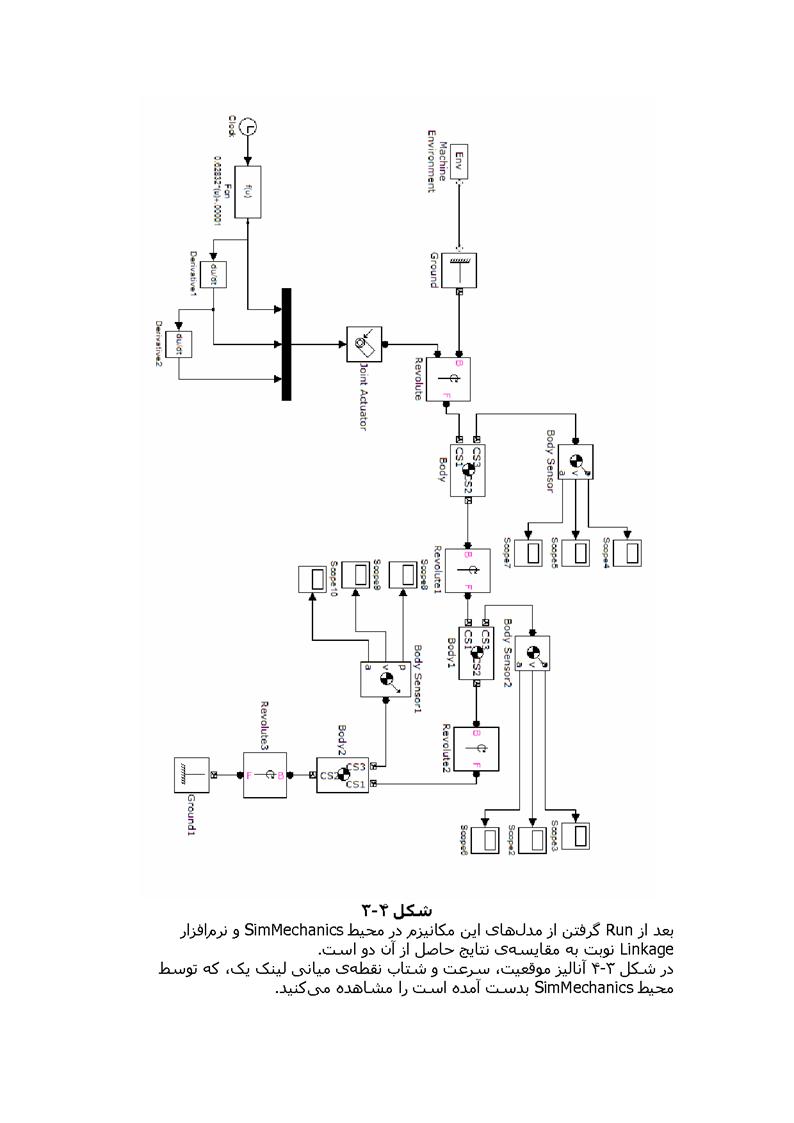 Clock
f(u)
Fcn
0.62832*(u)+.00001
du/dt
Derivative1
du/dt
Derivative2
Env
Machine
Environment
Ground
Joint Actuator
B
F
Revolute
CS3
CS1
CS2
Body
Body Sensor
a
v
p
Scope7
Scope5
Scope4
B
F
Revolute1
CS3
CS1
CS2
Body1
Body Sensor2
a
v
p
B
F
Revolute2
Scope6
Scope2
Scope3
Scope10
Scope9
Scope8
a
v
p
Body Sensor1
CS3
CS2
CS1
Body2
F
B
Revolute3
Ground1
شکل ۴-۳
بعد از Run گرفتن از مدل‌های این مکانیزم در محیط SimMechanics و نرم‌افزار
Linkage نوبت به مقایسه‌ی نتایج حاصل از آن دو است.
در شکل ۳-۴ آنالیز موقعیت، سرعت و شتاب نقطه‌ی میانی لینک یک، که توسط
محیط SimMechanics بدست آمده است را مشاهده می‌کنید.